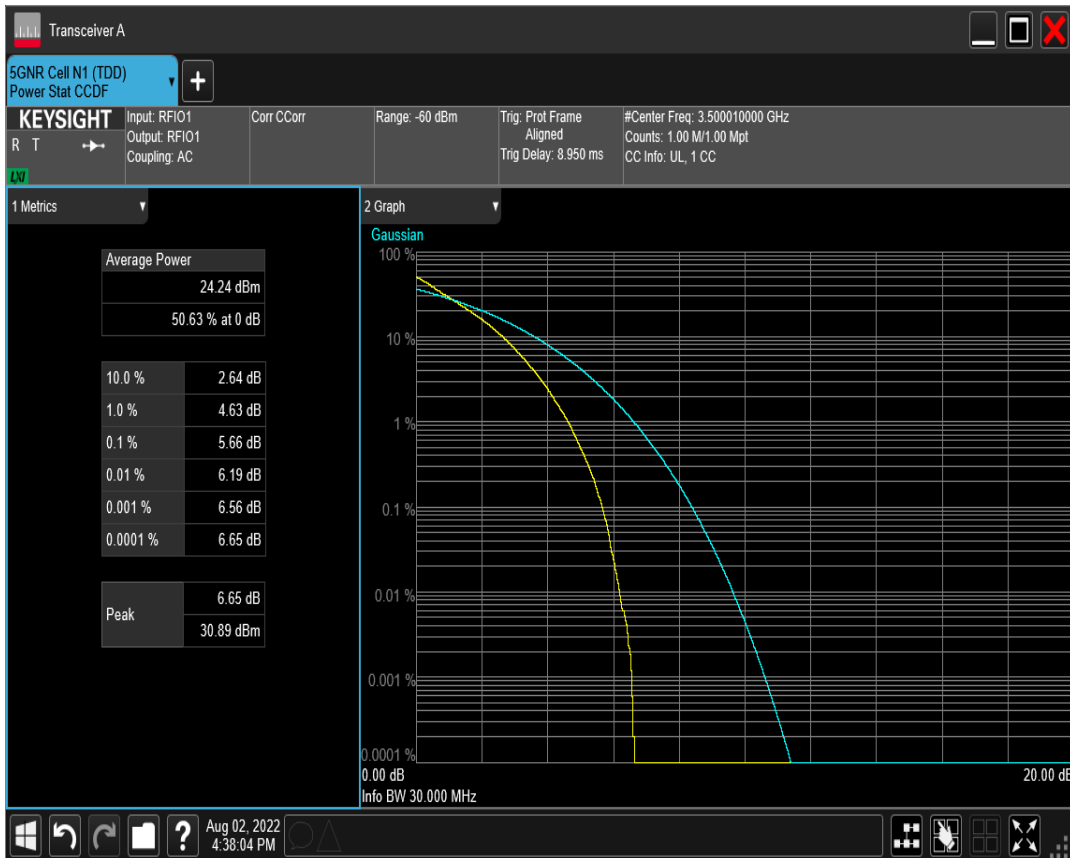 Transceiver A
5GNR Cell N1 (TDD)
Power Stat CCDF
+
KEYSIGHT
R T
LXI
Input: RFIO1
Output: RFIO1
Coupling: AC
Corr CCorr
Range: -60 dBm
Trig: Prot Frame
Aligned
Trig Delay: 8.950 ms
#Center Freq: 3.500010000 GHz
Counts: 1.00 M/1.00 Mpt
CC Info: UL, 1 CC
1 Metrics
Average Power
24.24 dBm
50.63 % at 0 dB
10.0 % 2.64 dB
1.0 % 4.63 dB
0.1 % 5.66 dB
0.01 % 6.19 dB
0.001 % 6.56 dB
0.0001 % 6.65 dB
Peak
6.65 dB
30.89 dBm
2 Graph
Gaussian
100 %
10 %
1 %
0.1 %
0.01 %
0.001 %
0.0001 %
0.00 dB 20.00 dB
Info BW 30.000 MHz
?
Aug 02, 2022
4:38:04 PM